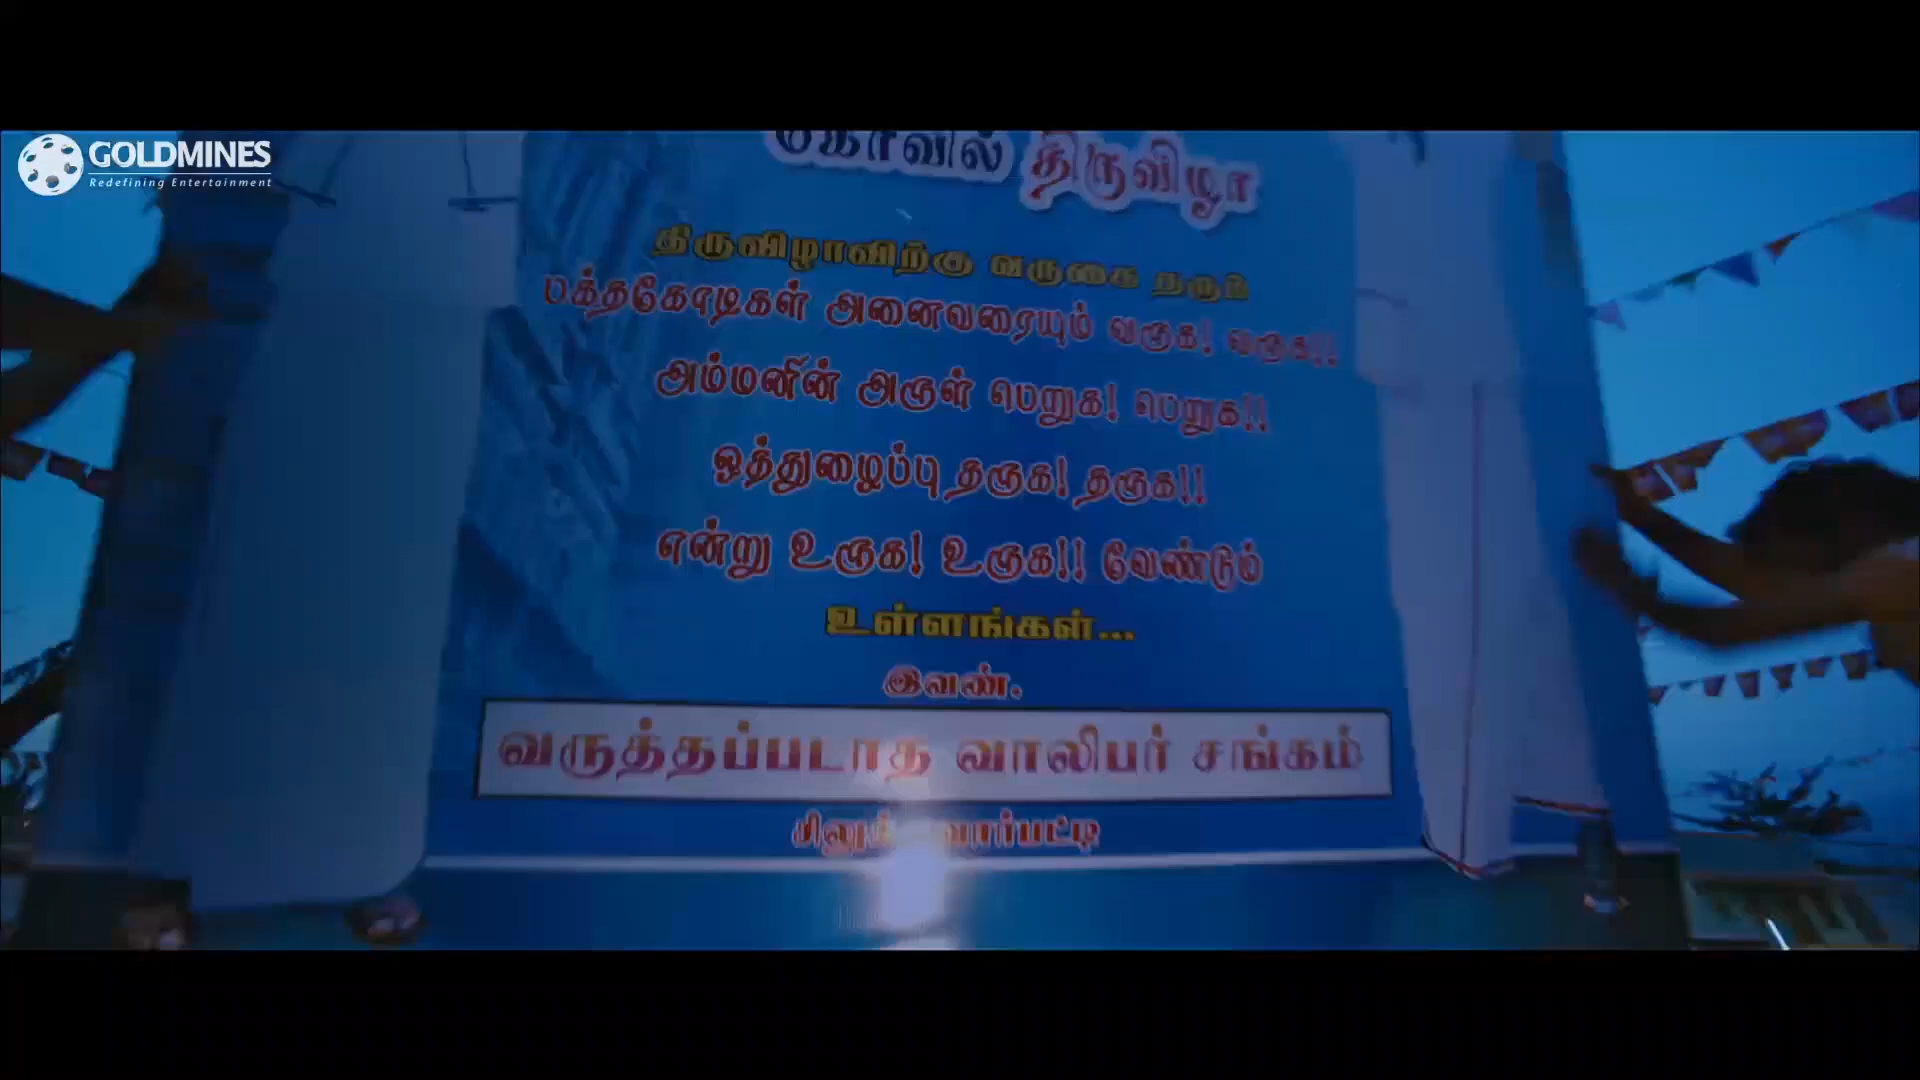 GOLDMINES
Redefining Entertainment
திருவிழா
திருவிழாவிற்கு வருகை தரும்
பக்தகோடிகள் அனைவரையும் வருக! வருக!!
அம்மனின் அருள் பெறுக! பெறுக!!
ஒத்துழைப்பு தருக! தருக!!
என்று உருக! உருக!! வேண்டும்
உள்ளங்கள்...
இவண்.
வருத்தப்படாத வாலிபர் சங்கம்